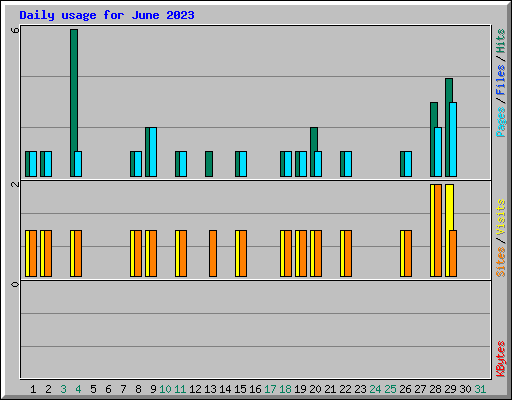 Daily usage for June 2023
6
2
0
Pages / Files / Hits
Sites / Visits
KBytes
1 2 3 4 5 6 7 8 9 10 11 12 13 14 15 16 17 18 19 20 21 22 23 24 25 26 27 28 29 30 31